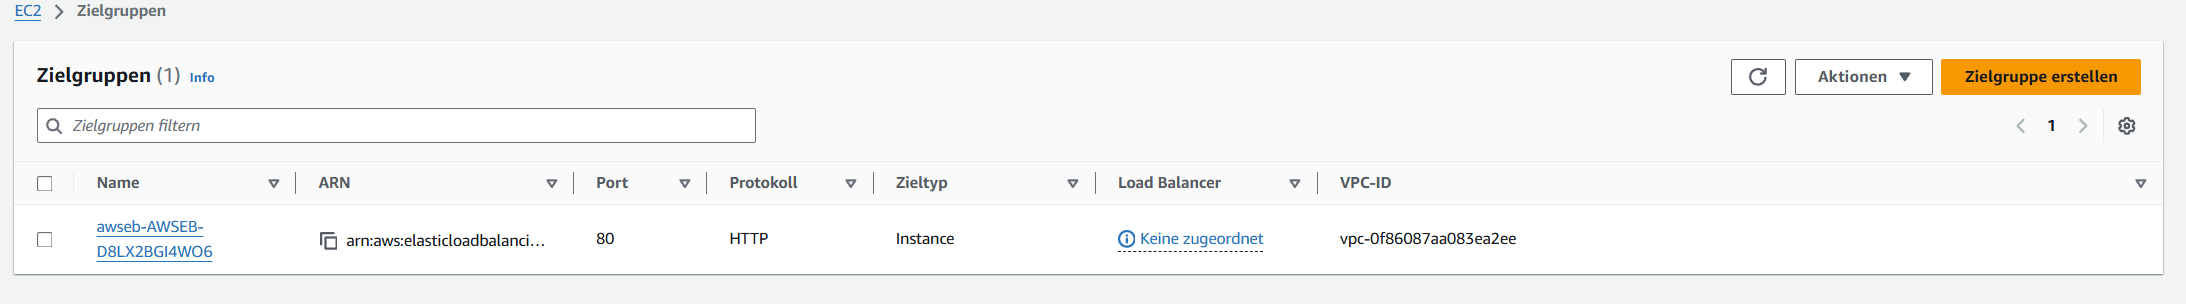 EC2 > Zielgruppen
Zielgruppen (1) Info
Aktionen
Zielgruppe erstellen
Zielgruppen filtern
1
Name ARN Port Protokoll Zieltyp Load Balancer VPC-ID
awseb-AWSEB-
D8LX2BGI4WO6
arn:aws:elasticloadbalanci... 80 HTTP Instance Keine zugeordnet vpc-0f86087aa083ea2ee